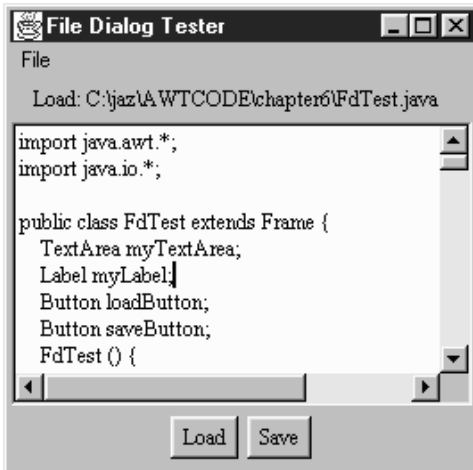 File Dialog Tester
File
Load: C:\jaz\AWTCODE\chapter6\FdTest.java
import java.awt.*;
import java.io.*;
public class FdTest extends Frame {
TextArea myTextArea;
Label myLabel;
Button loadButton;
Button saveButton;
FdTest () {
Load Save